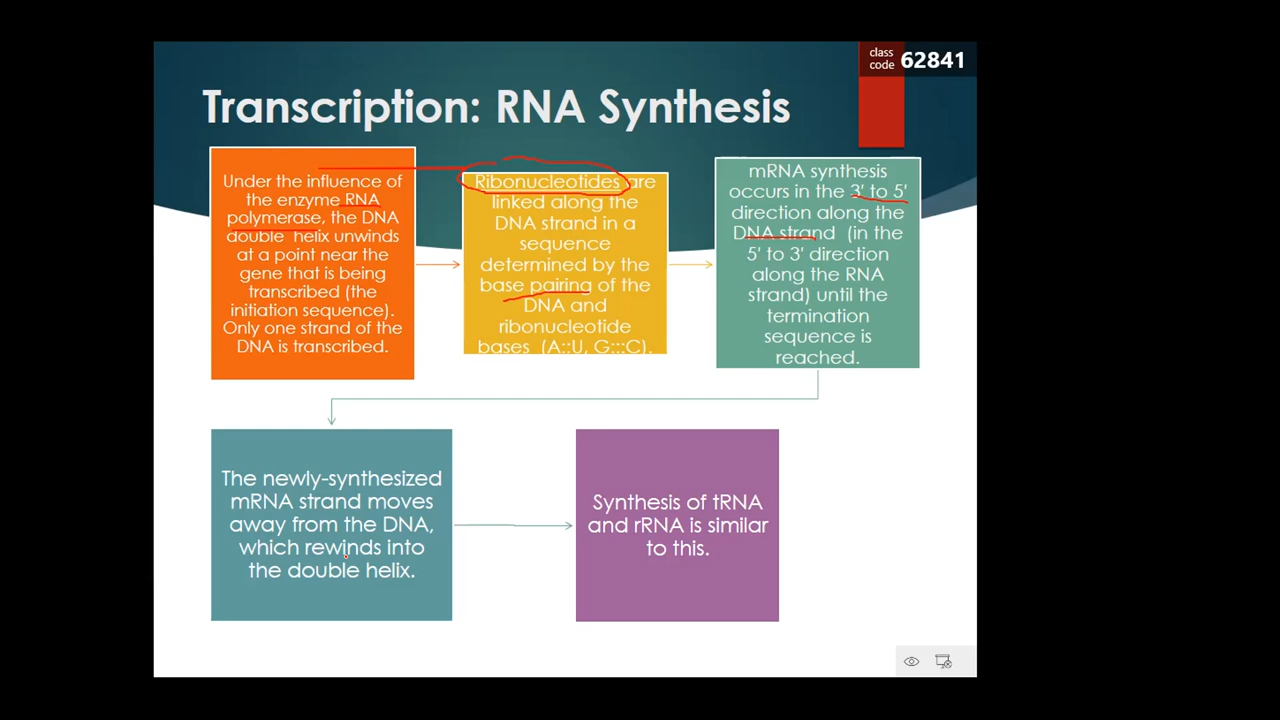 class
code 62841
Transcription: RNA Synthesis
Under the influence of
the enzyme RNA
polymerase, the DNA
double helix unwinds
at a point near the
gene that is being
transcribed (the
initiation sequence).
Only one strand of the
DNA is transcribed.
Ribonucleotides are
linked along the
DNA strand in a
sequence
determined by the
base pairing of the
DNA and
ribonucleotide
bases (A::U, G:::C).
mRNA synthesis
occurs in the 3′ to 5′
direction along the
DNA strand (in the
5′ to 3′ direction
along the RNA
strand) until the
termination
sequence is
reached.
The newly-synthesized
mRNA strand moves
away from the DNA,
which rewinds into
the double helix.
Synthesis of tRNA
and rRNA is similar
to this.